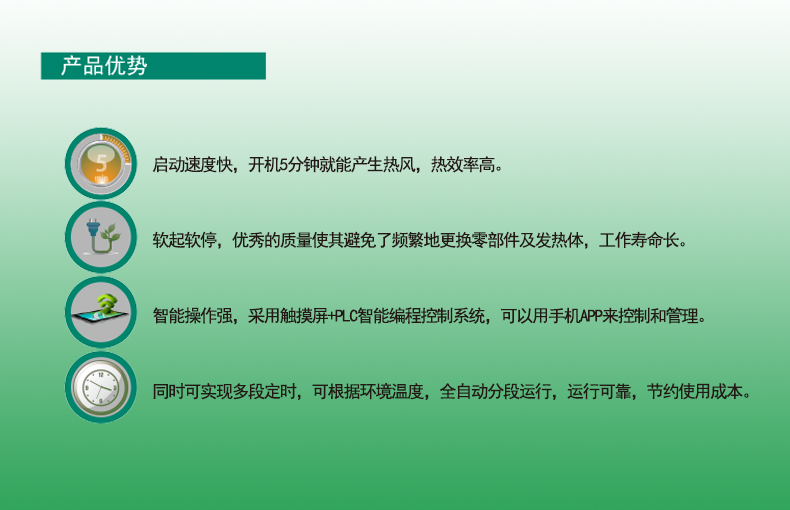 产品优势
5
min
启动速度快，开机5分钟就能产生热风，热效率高。
软起软停，优秀的质量使其避免了频繁地更换零部件及发热体，工作寿命长。
智能操作强，采用触摸屏+PLC智能编程控制系统，可以用手机APP来控制和管理。
12
9
3
6
同时可实现多段定时，可根据环境温度，全自动分段运行，运行可靠，节约使用成本。